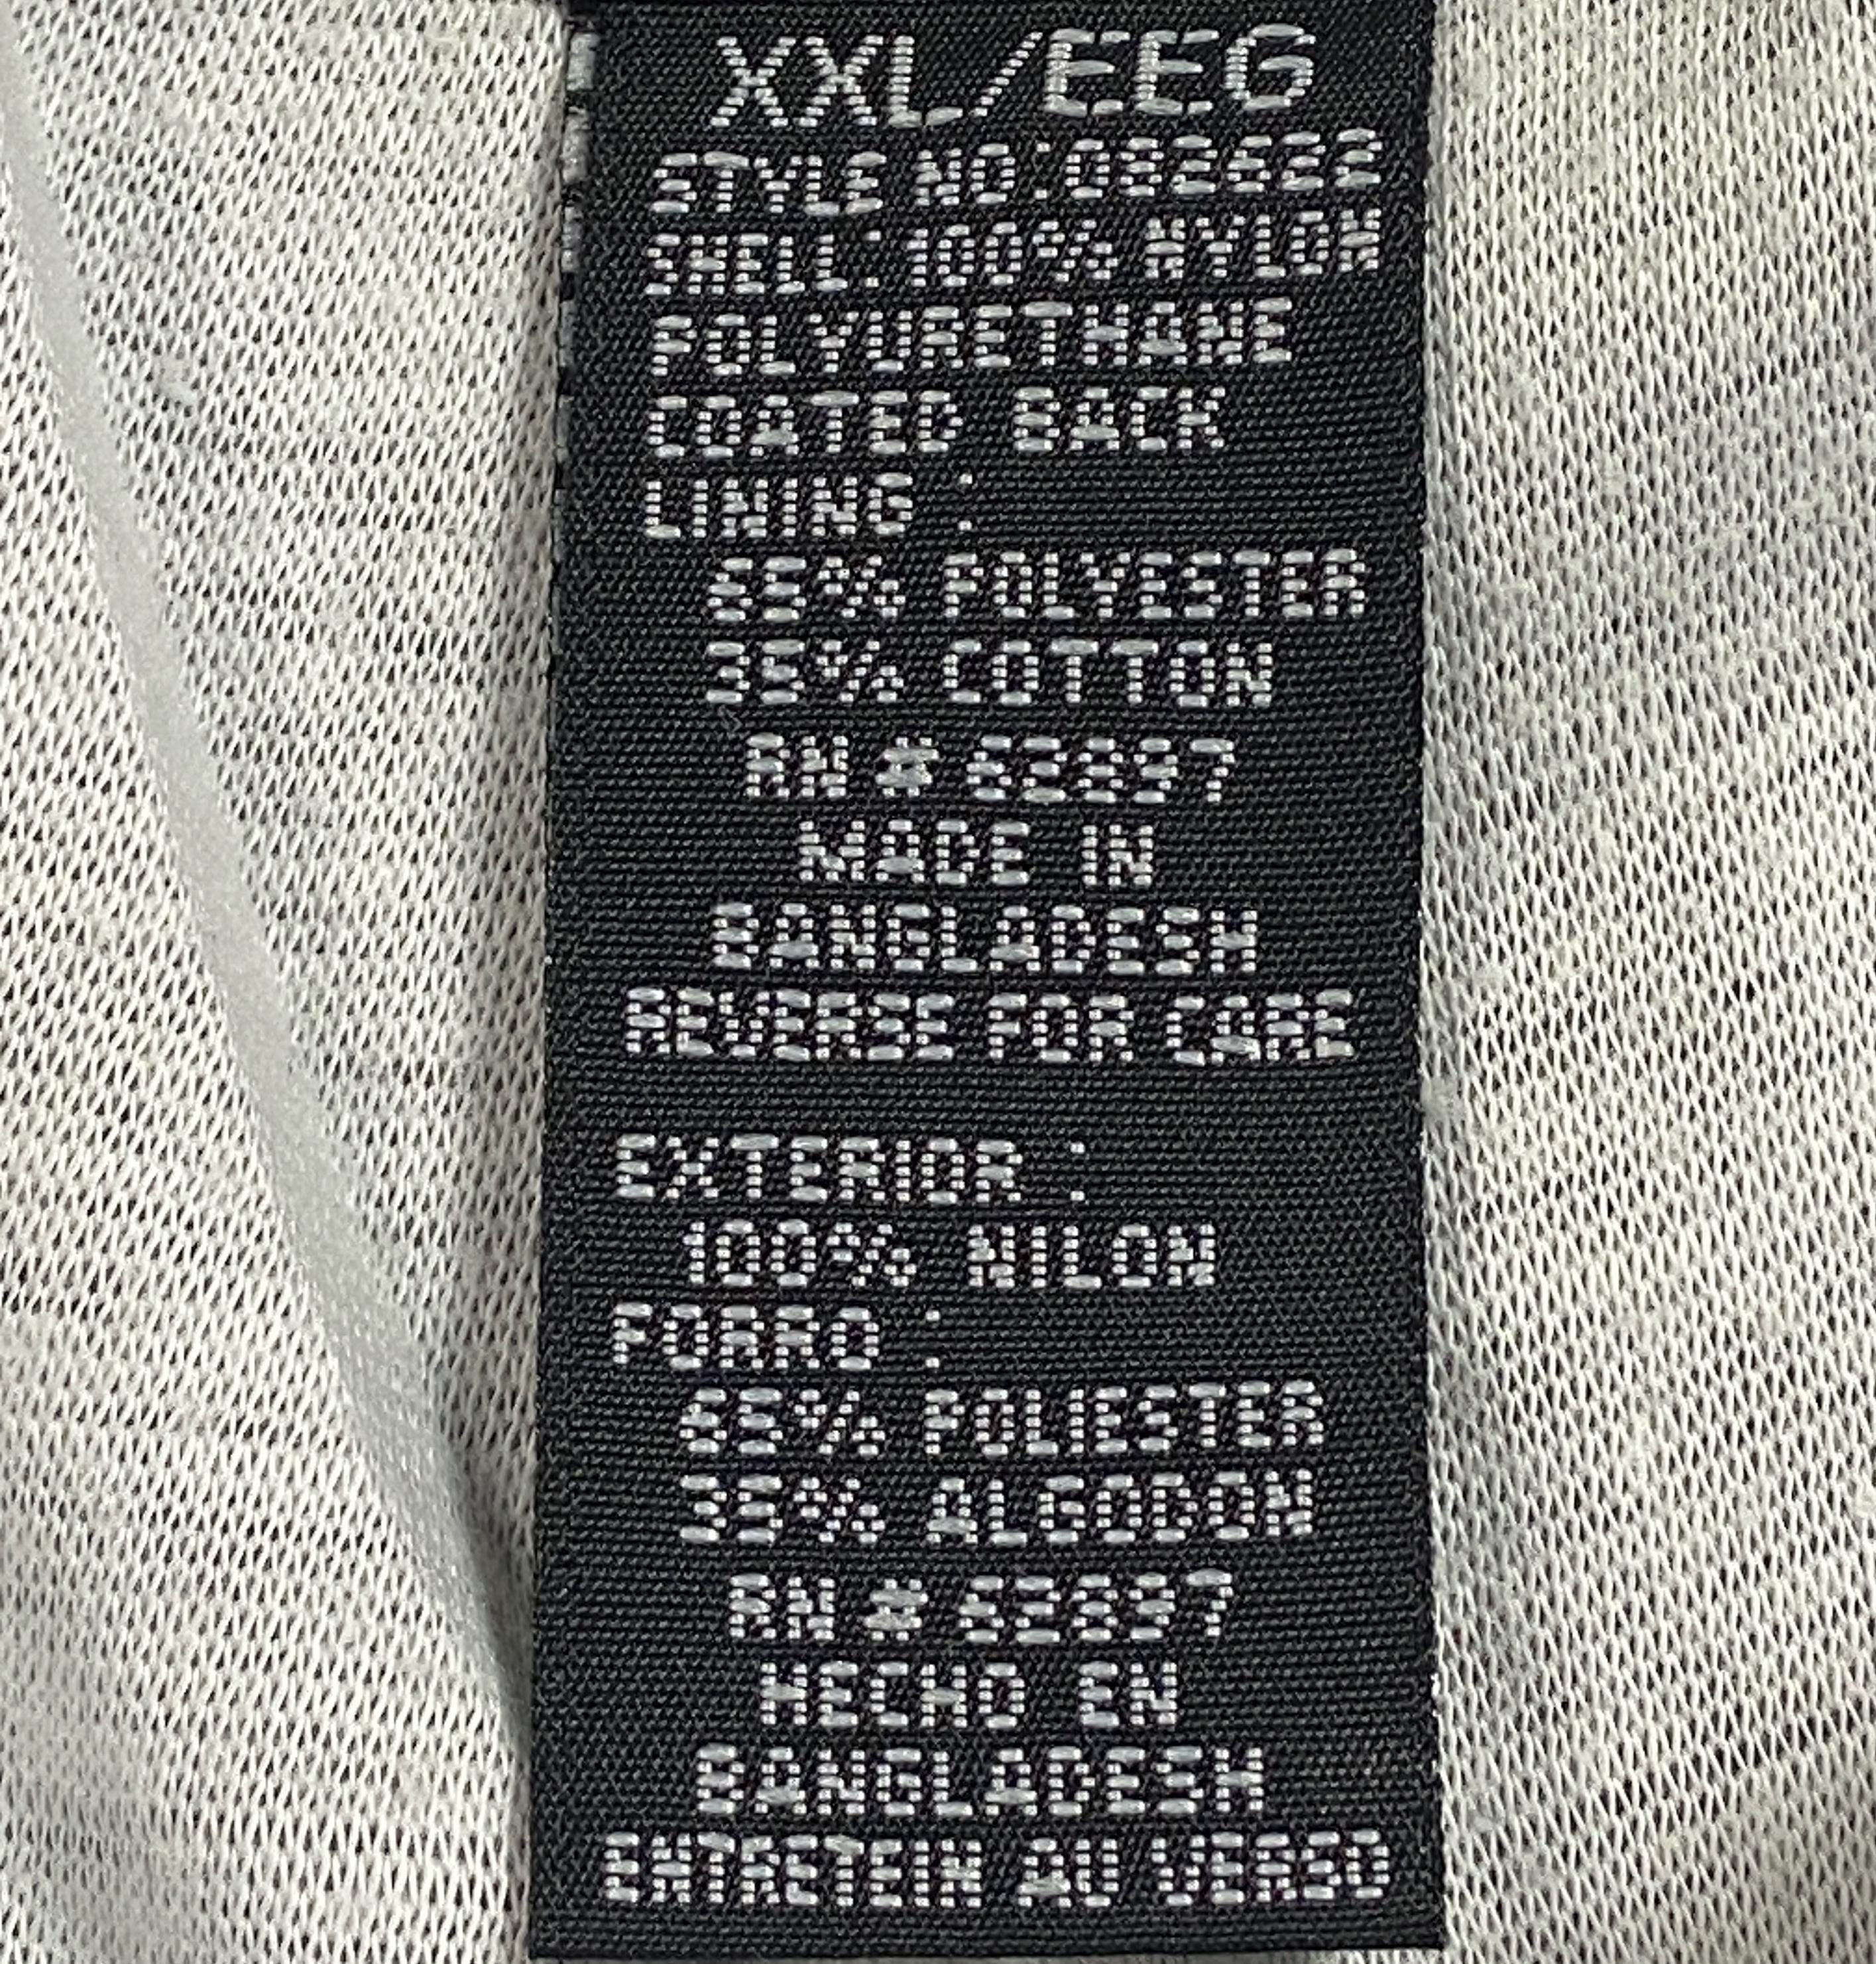 XXL/EEG
STYLE NO:082622
SHELL: 100% NYLON
POLYURETHANE
COATED BACK
LINING :
65% POLYESTER
35% COTTON
RN # 62897
MADE IN
BANGLADESH
REVERSE FOR CARE
EXTERIOR :
100% NILON
FORRO :
65% POLIESTER
35% ALGODON
RN # 62897
HECHO EN
BANGLADESH
ENTRETEIN AU VERSO